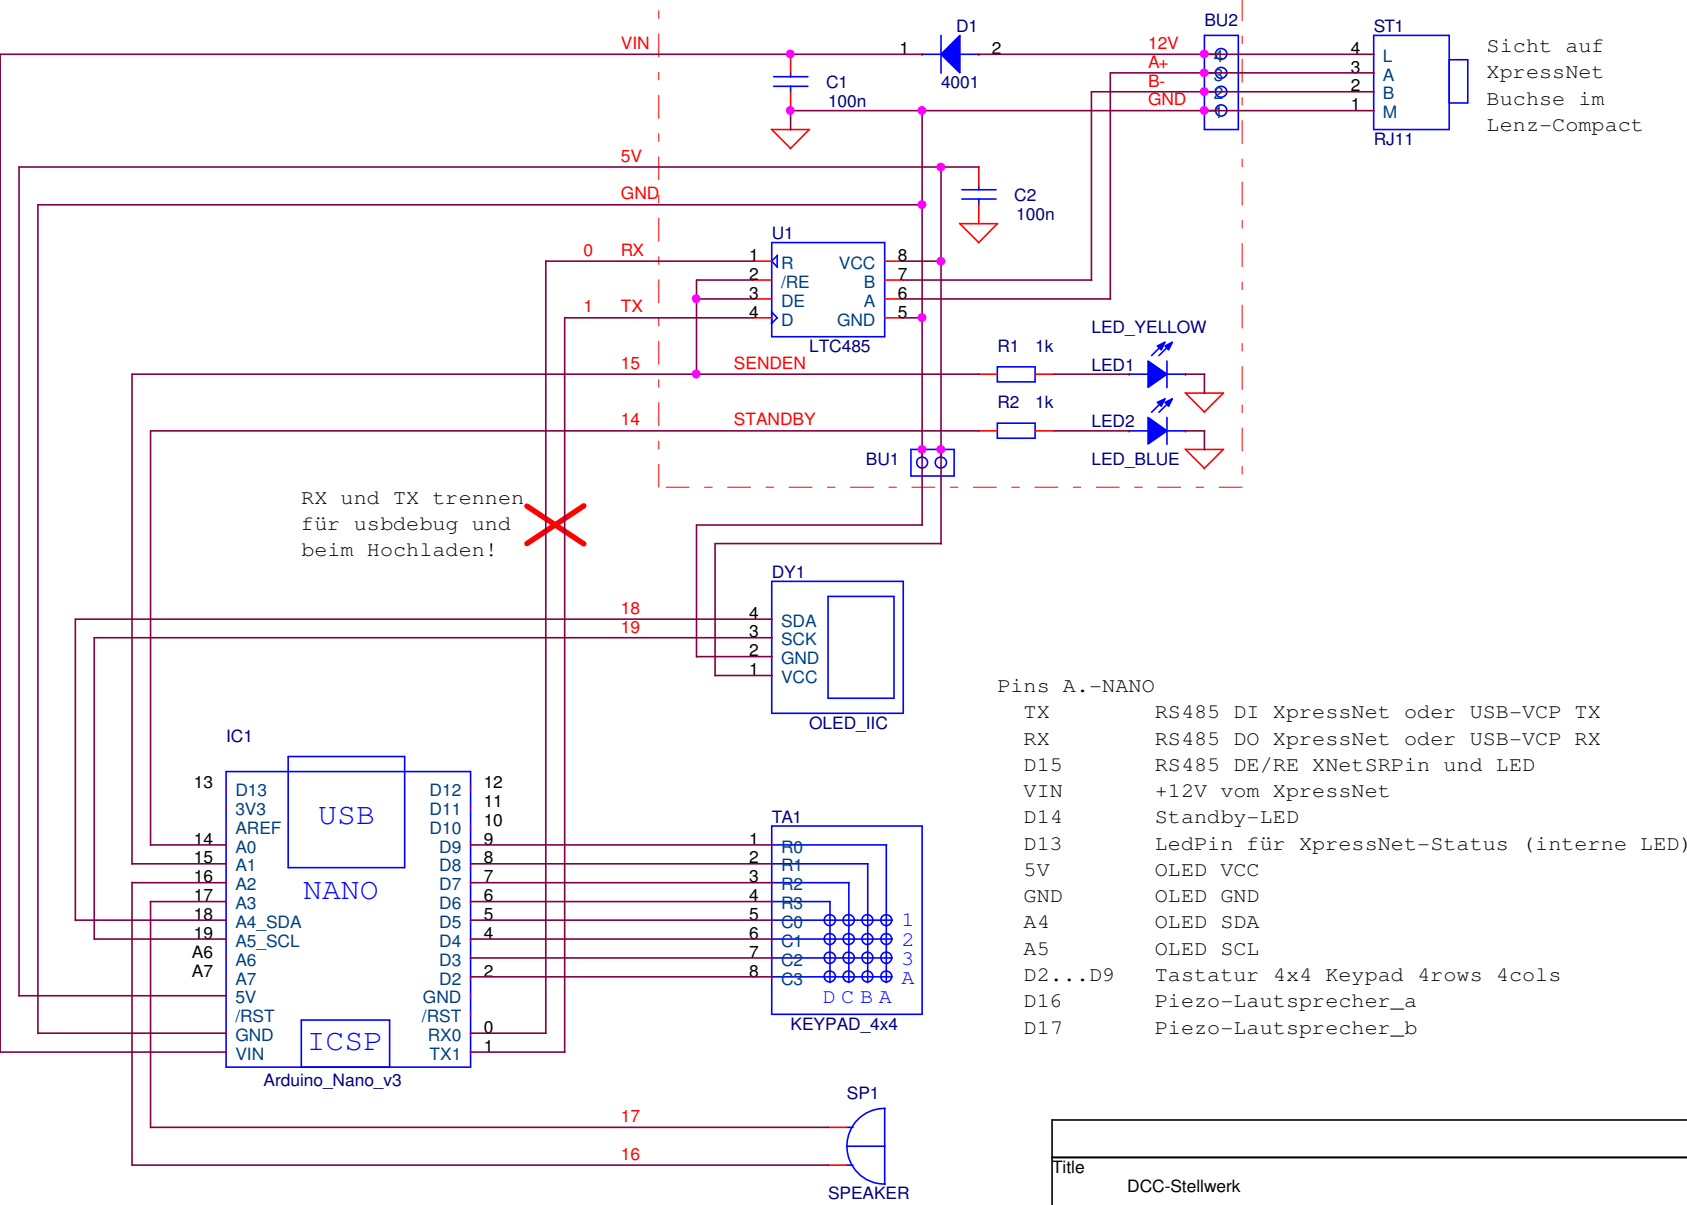 VIN
D1
1
2
4001
C1
100n
BU2
12V
A+
B-
GND
4
3
2
1
ST1
4
3
2
1
L
A
B
M
RJ11
Sicht auf
XpressNet
Buchse im
Lenz-Compact
5V
GND
C2
100n
0 RX
1 TX
U1
1 R
2 /RE
3 DE
4 D
VCC 8
B 7
A 6
GND 5
LTC485
15 SENDEN
14 STANDBY
R1 1k
R2 1k
LED_YELLOW
LED1
LED2
LED_BLUE
BU1
RX und TX trennen
für usbdebug und
beim Hochladen!
18
19
DY1
4 SDA
3 SCK
2 GND
1 VCC
OLED_IIC
IC1
USB
NANO
ICSP
13 D13
3V3
AREF
14 A0
15 A1
16 A2
17 A3
18 A4_SDA
19 A5_SCL
A6 A6
A7 A7
5V
/RST
GND
VIN
D12 12
D11 11
D10 10
D9 9
D8 8
D7 7
D6 6
D5 5
D4 4
D3
D2 2
GND
/RST
RX0 0
TX1 1
Arduino_Nano_v3
TA1
1 R0
2 R1
3 R2
4 R3
5 C0 1
6 C1 2
7 C2 3
8 C3 A
D C B A
KEYPAD_4x4
17
16
SP1
SPEAKER
Pins A.-NANO
TX RS485 DI XpressNet oder USB-VCP TX
RX RS485 DO XpressNet oder USB-VCP RX
D15 RS485 DE/RE XNetSRPin und LED
VIN +12V vom XpressNet
D14 Standby-LED
D13 LedPin für XpressNet-Status (interne LED)
5V OLED VCC
GND OLED GND
A4 OLED SDA
A5 OLED SCL
D2...D9 Tastatur 4x4 Keypad 4rows 4cols
D16 Piezo-Lautsprecher_a
D17 Piezo-Lautsprecher_b
Title
DCC-Stellwerk